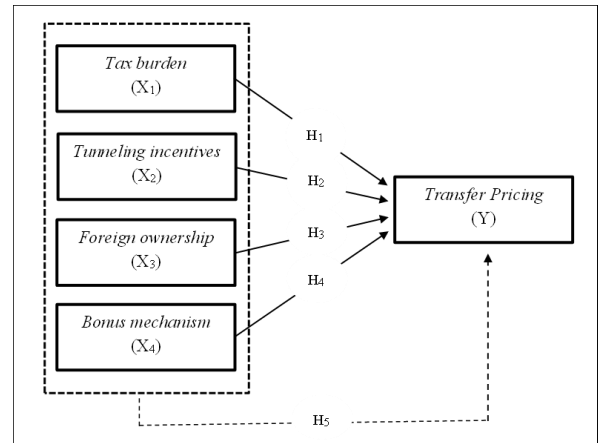 Tax burden
(X₁)
Tunneling incentives
(X₂)
Foreign ownership
(X₃)
Bonus mechanism
(X₄)
H₁
H₂
H₃
H₄
Transfer Pricing
(Y)
H₅